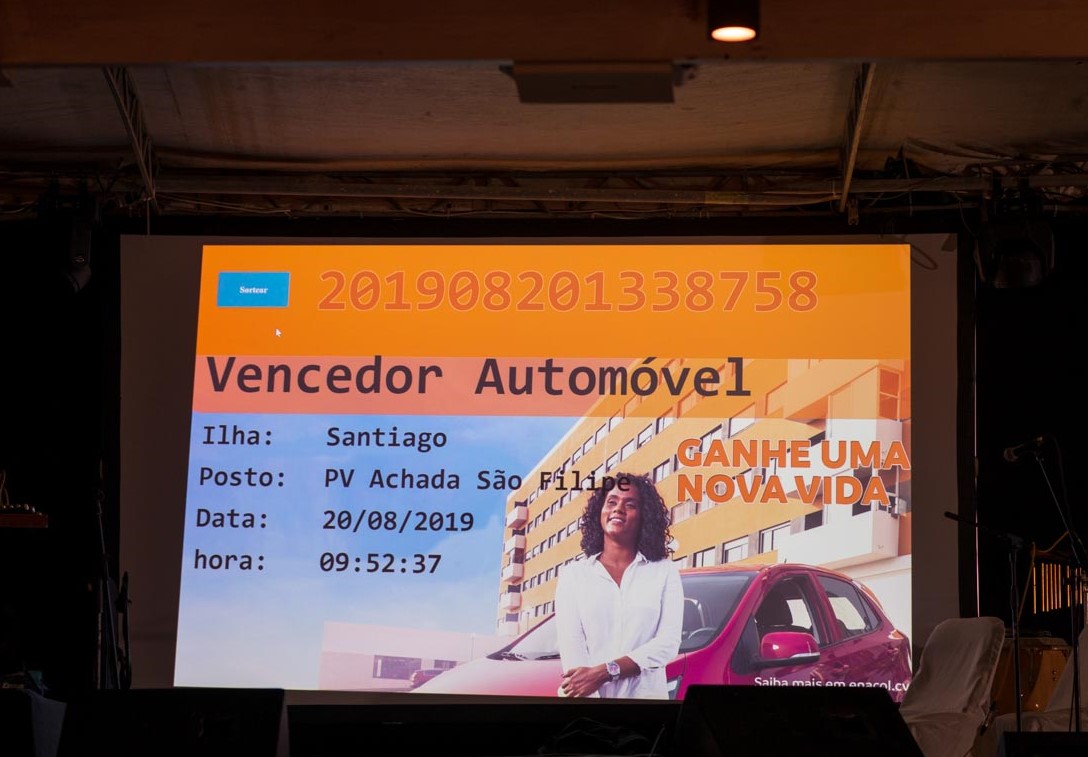 Sortear
201908201338758
Vencedor Automóvel
Ilha: Santiago
Posto: PV Achada São Filipe
Data: 20/08/2019
hora: 09:52:37
GANHE UMA
NOVA VIDA
Saiba mais em enacol.cv